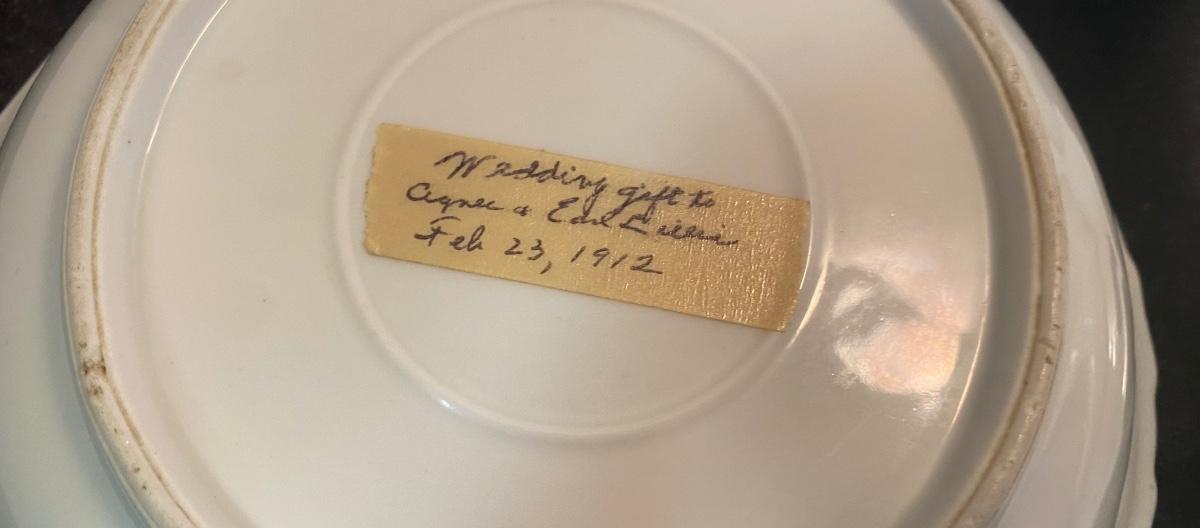 Wedding gift to
Agnes & Earl
Feb 23, 1912